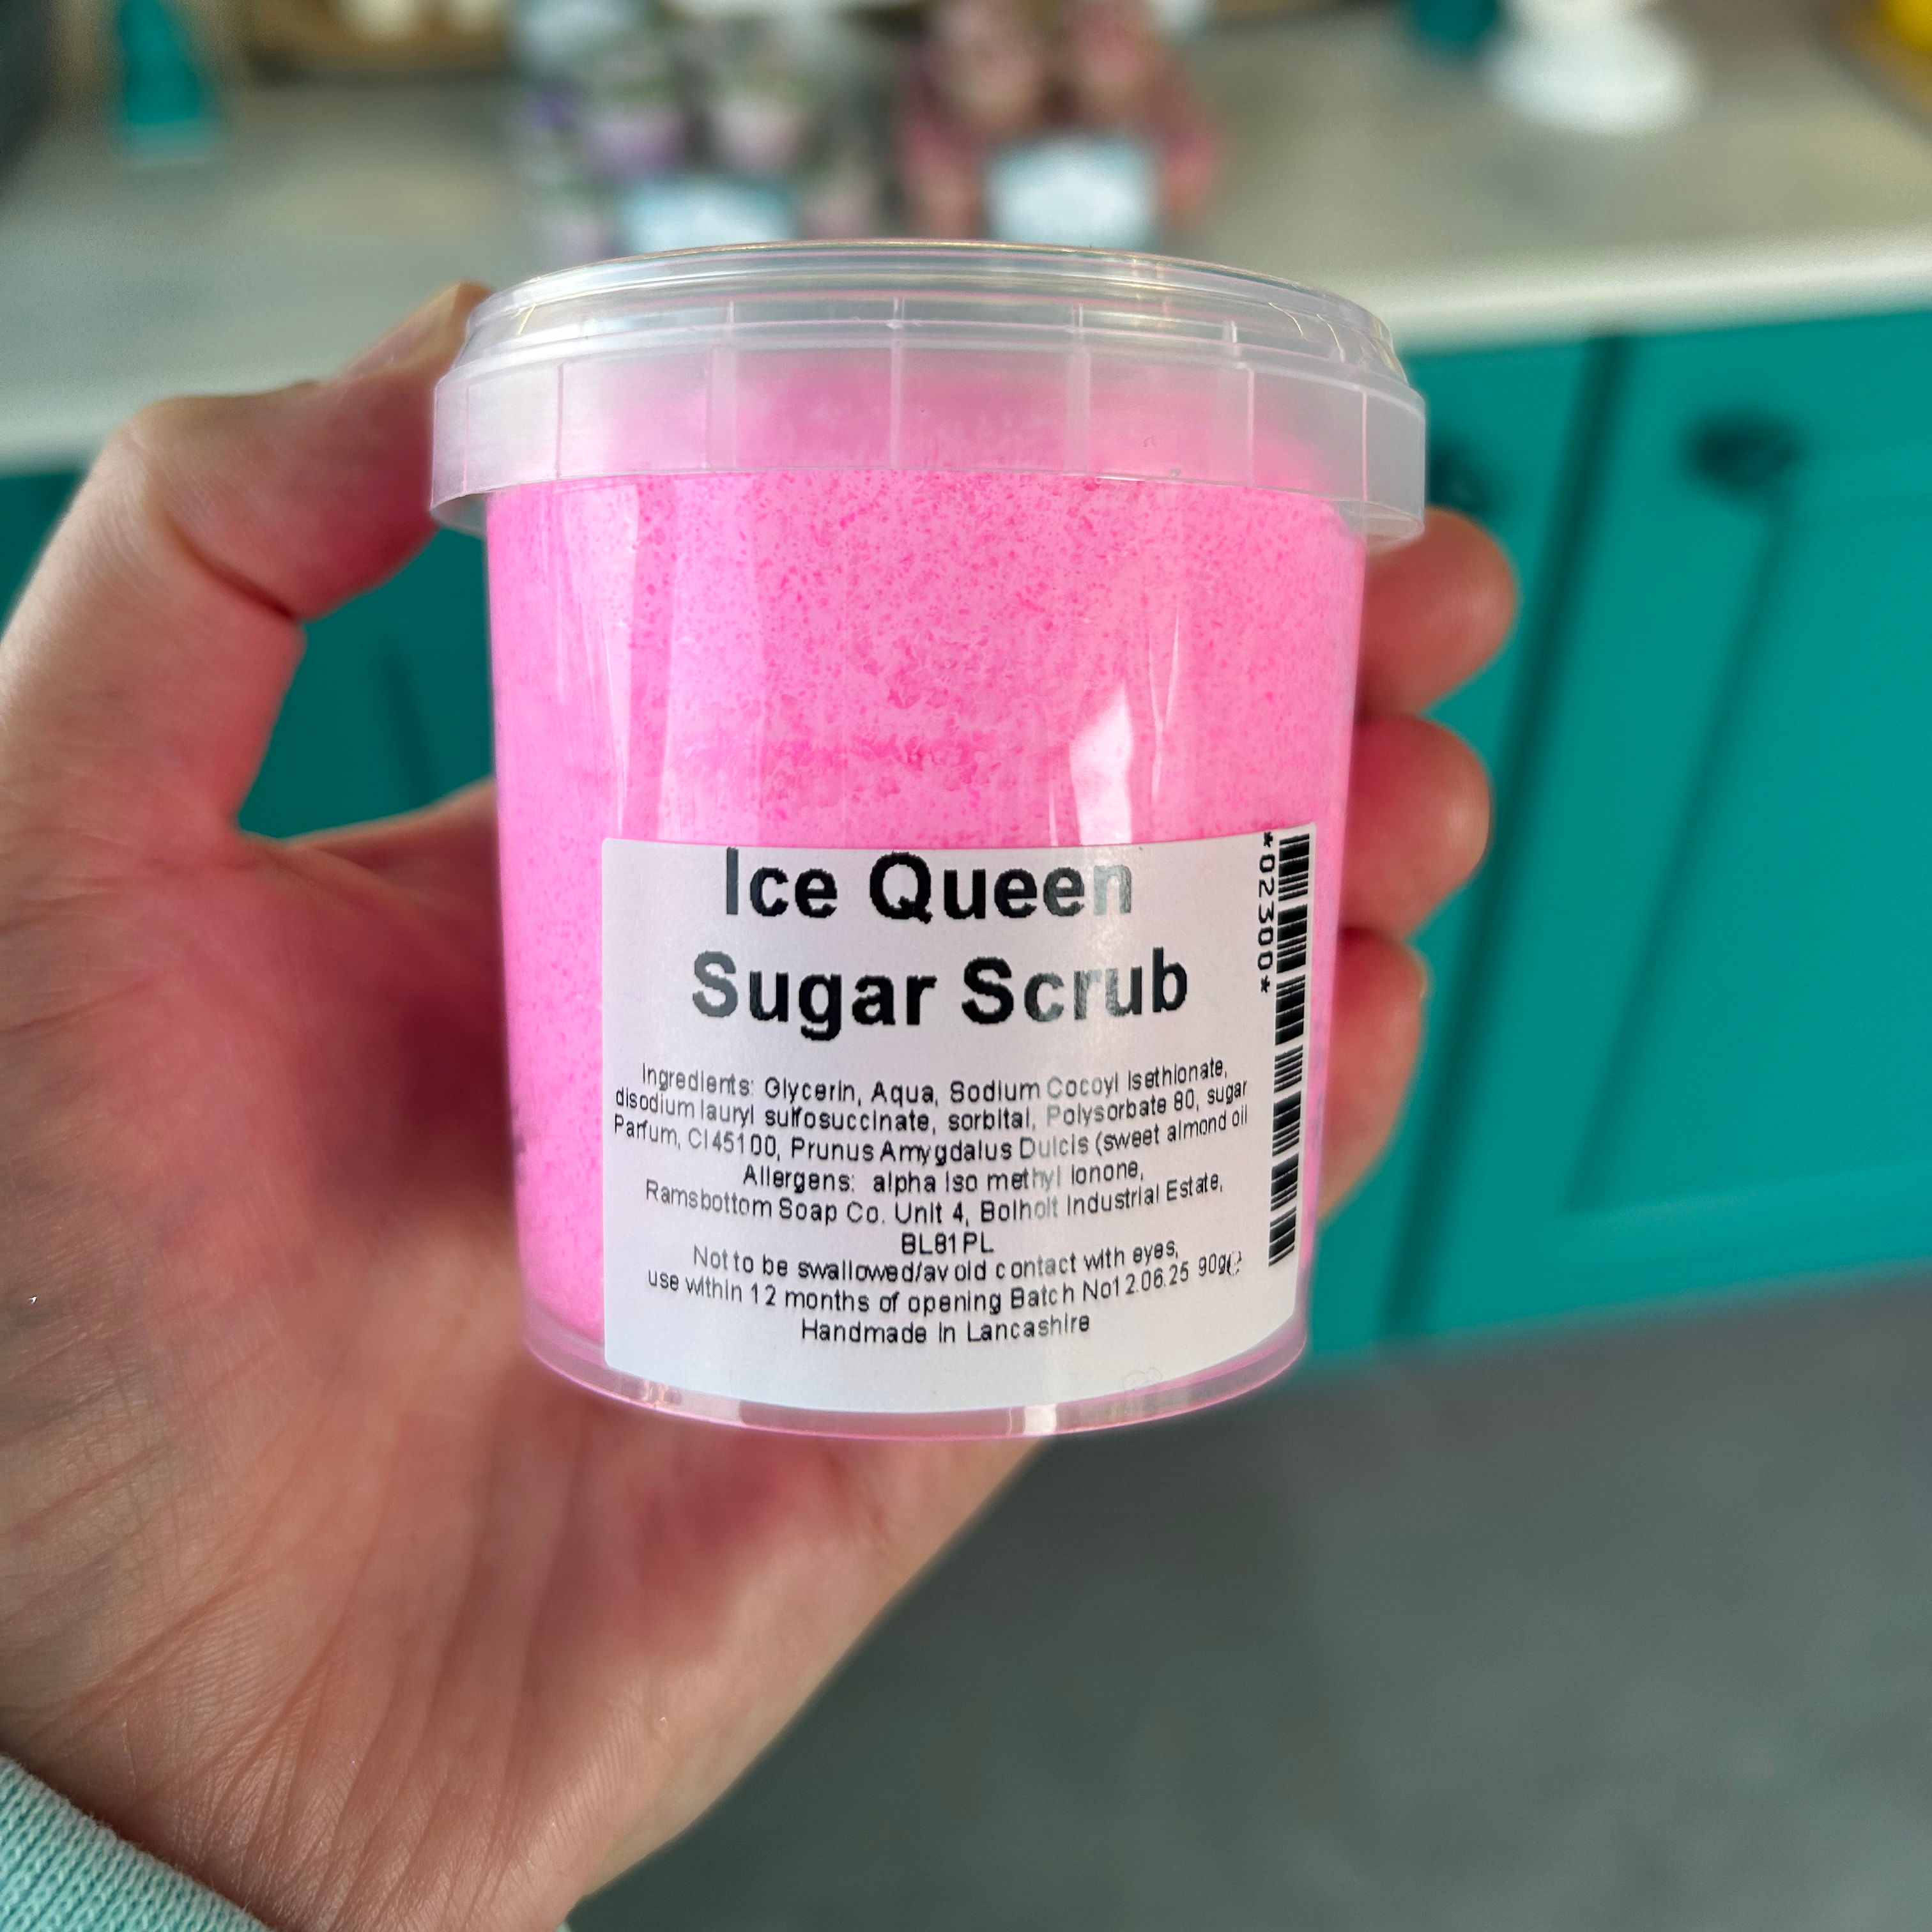 Ice Queen
Sugar Scrub
Ingredients: Glycerin, Aqua, Sodium Cocoyl Isethionate,
disodium lauryl sulfosuccinate, sorbital, Polysorbate 80, sugar
Parfum, CI 45100, Prunus Amygdalus Dulcis (sweet almond oil
Allergens: alpha iso methyl ionone,
Ramsbottom Soap Co. Unit 4, Bolholt Industrial Estate,
BL81PL
Not to be swallowed/avoid contact with eyes,
use within 12 months of opening Batch No12.06.25 90g℮
Handmade in Lancashire
*02300*